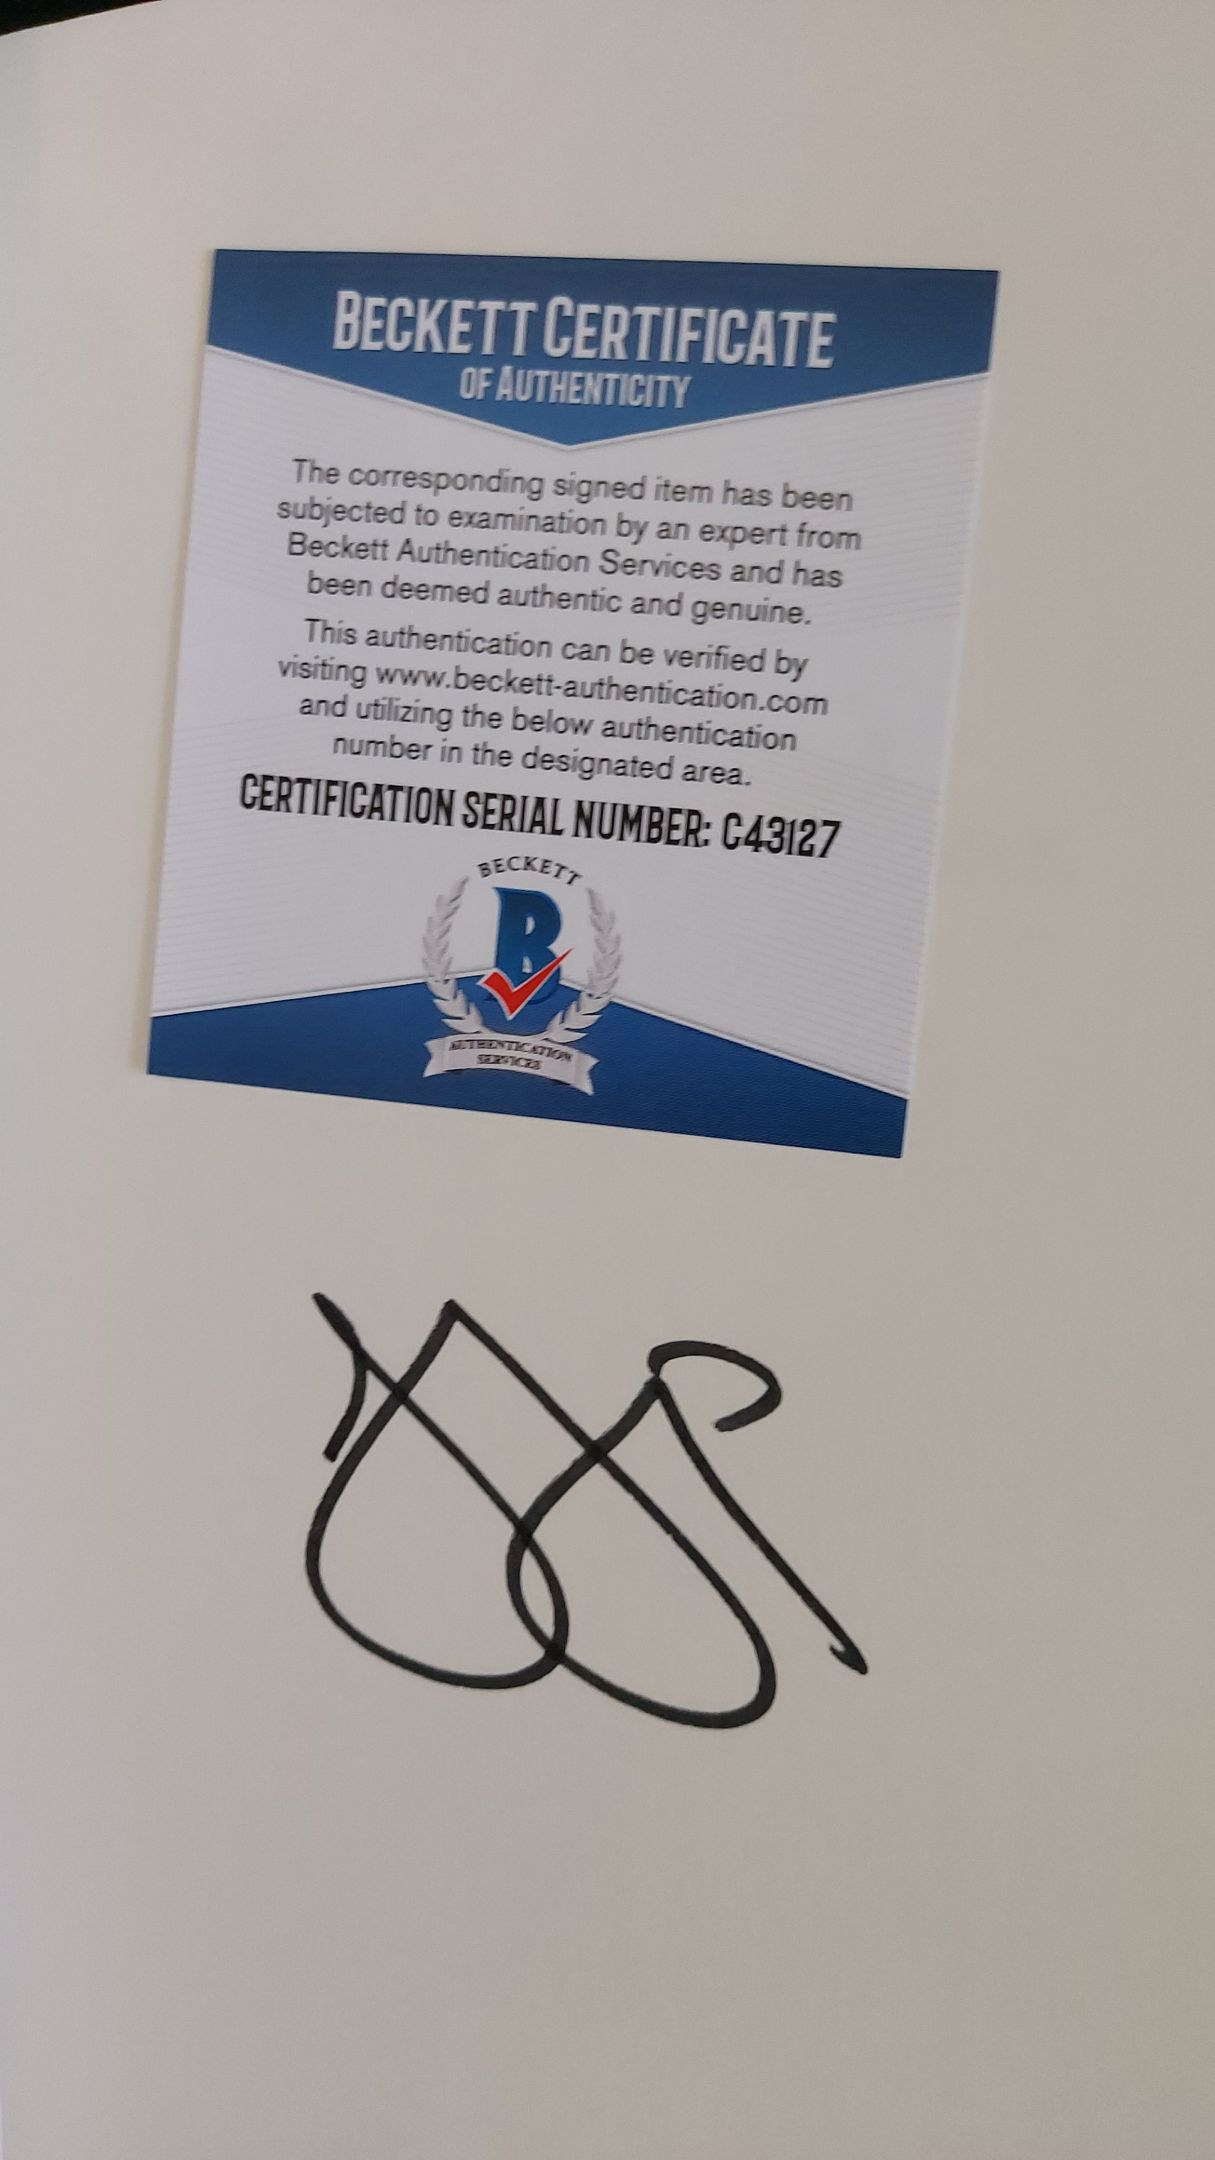 BECKETT CERTIFICATE
OF AUTHENTICITY
The corresponding signed item has been
subjected to examination by an expert from
Beckett Authentication Services and has
been deemed authentic and genuine.
This authentication can be verified by
visiting www.beckett-authentication.com
and utilizing the below authentication
number in the designated area.
CERTIFICATION SERIAL NUMBER: C43127
BECKETT
B
AUTHENTICATION
SERVICES